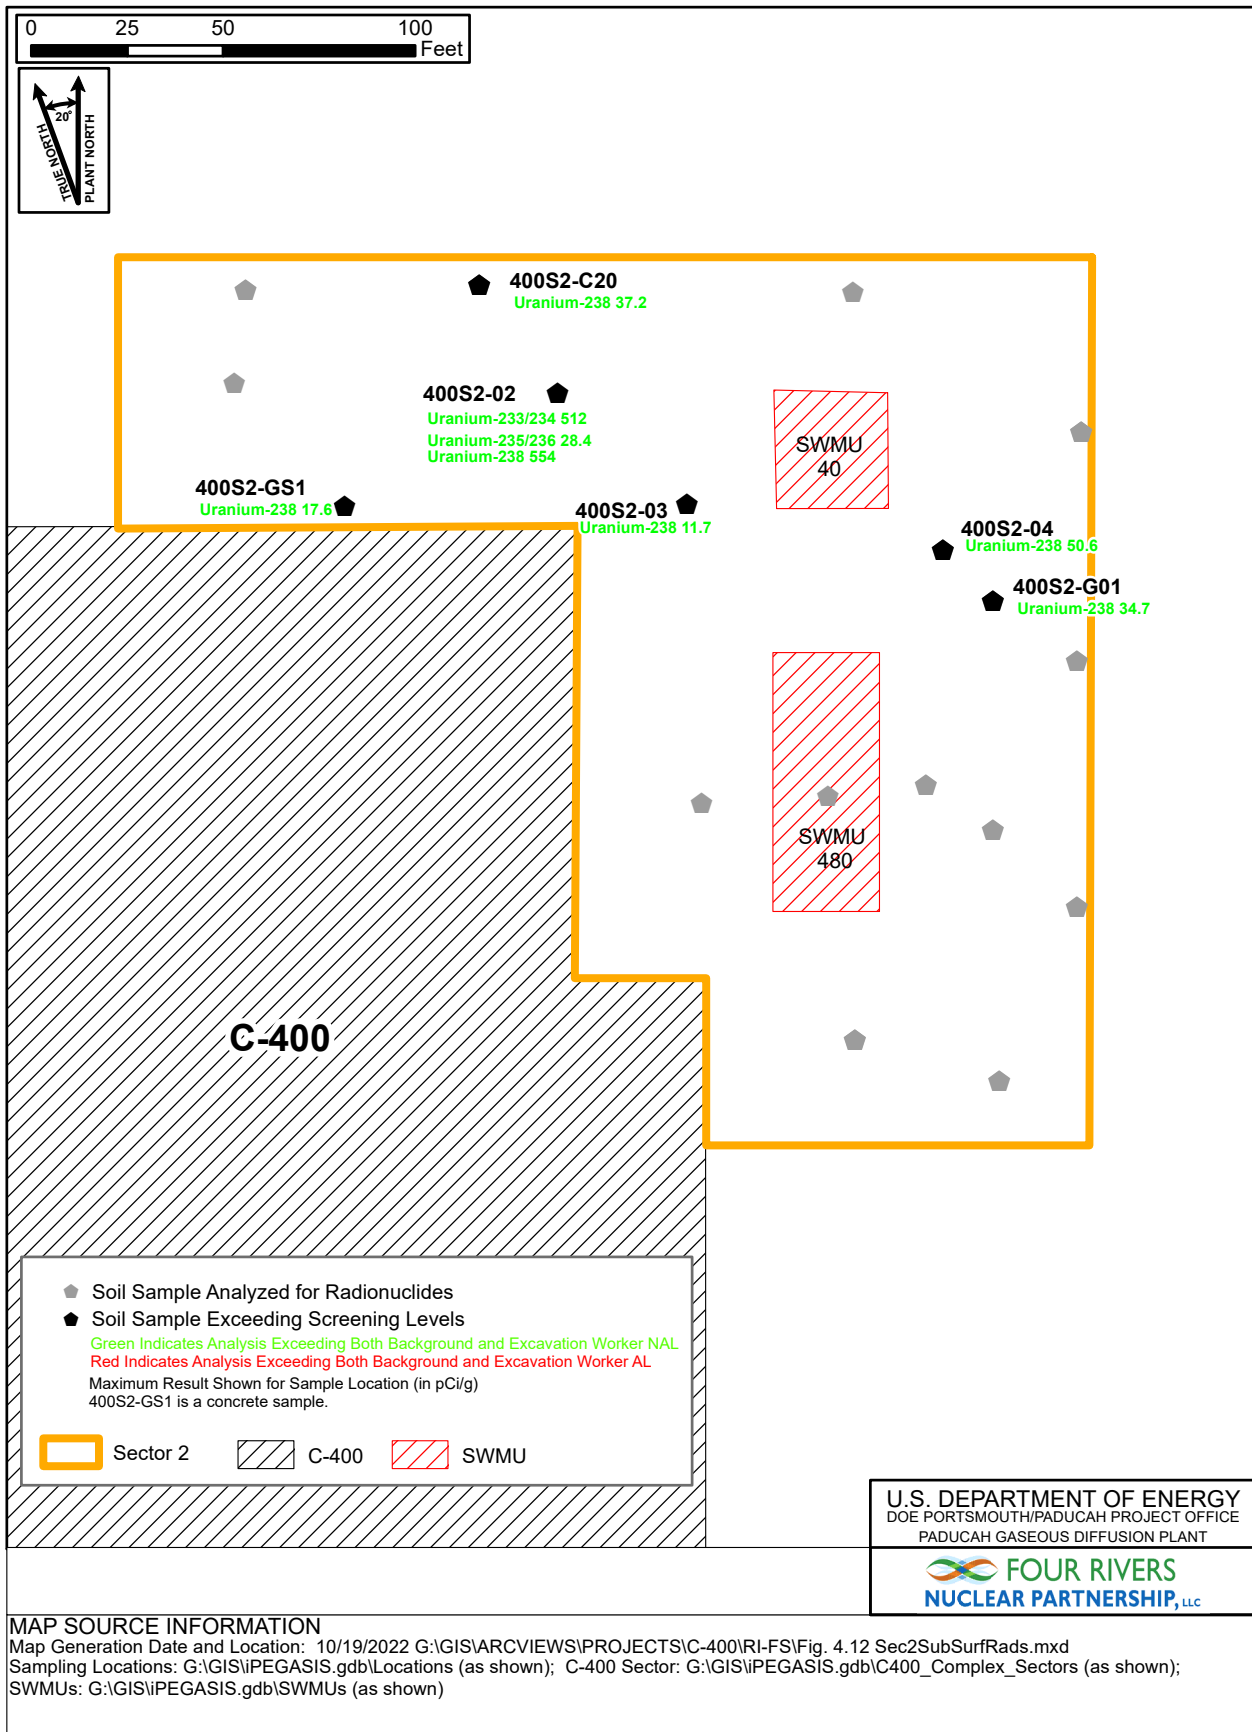 0 25 50 100
Feet
20°
TRUE NORTH
PLANT NORTH
400S2-C20
Uranium-238 37.2
400S2-02
Uranium-233/234 512
Uranium-235/236 28.4
Uranium-238 554
SWMU
40
400S2-GS1
Uranium-238 17.6
400S2-03
Uranium-238 11.7
400S2-04
Uranium-238 50.6
400S2-G01
Uranium-238 34.7
SWMU
480
C-400
Soil Sample Analyzed for Radionuclides
Soil Sample Exceeding Screening Levels
Green Indicates Analysis Exceeding Both Background and Excavation Worker NAL
Red Indicates Analysis Exceeding Both Background and Excavation Worker AL
Maximum Result Shown for Sample Location (in pCi/g)
400S2-GS1 is a concrete sample.
Sector 2 C-400 SWMU
U.S. DEPARTMENT OF ENERGY
DOE PORTSMOUTH/PADUCAH PROJECT OFFICE
PADUCAH GASEOUS DIFFUSION PLANT
FOUR RIVERS
NUCLEAR PARTNERSHIP, LLC
MAP SOURCE INFORMATION
Map Generation Date and Location: 10/19/2022 G:\GIS\ARCVIEWS\PROJECTS\C-400\RI-FS\Fig. 4.12 Sec2SubSurfRads.mxd
Sampling Locations: G:\GIS\iPEGASIS.gdb\Locations (as shown); C-400 Sector: G:\GIS\iPEGASIS.gdb\C400_Complex_Sectors (as shown);
SWMUs: G:\GIS\iPEGASIS.gdb\SWMUs (as shown)